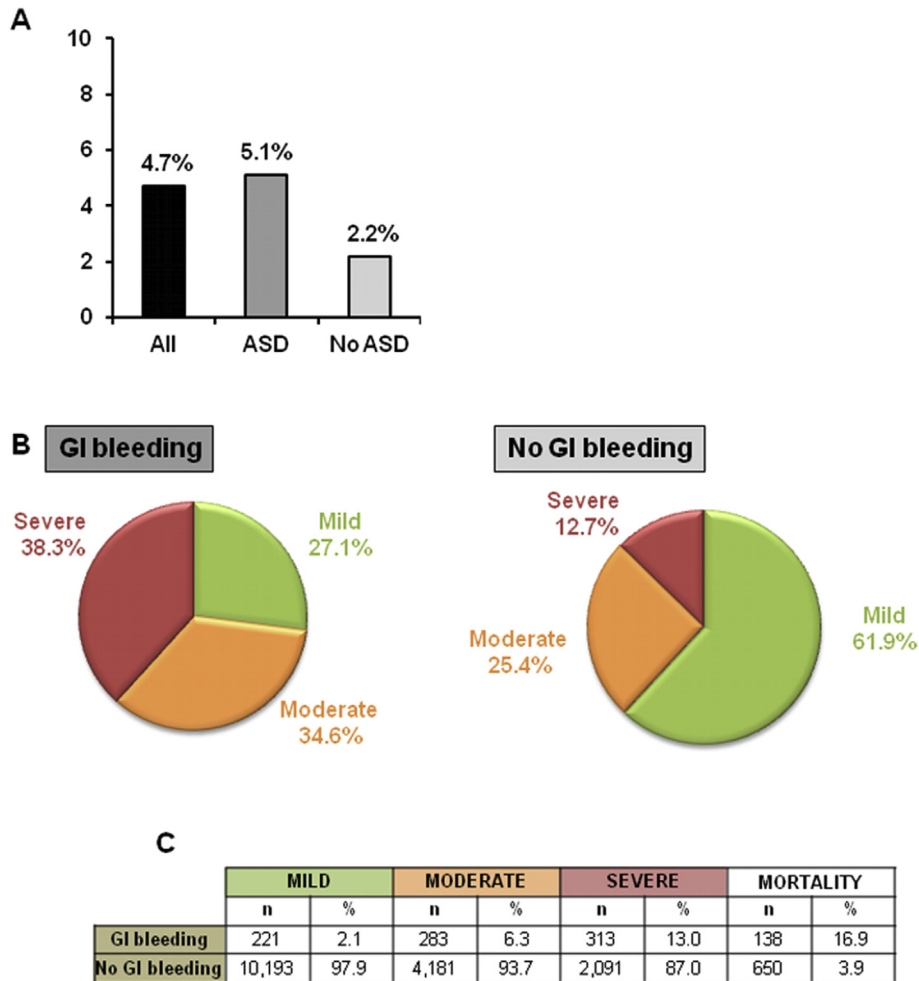 A
10
8
6
4
2
0
4.7%
5.1%
2.2%
All
ASD
No ASD
B
GI bleeding
No GI bleeding
Severe
38.3%
Mild
27.1%
Moderate
34.6%
Severe
12.7%
Moderate
25.4%
Mild
61.9%
C
MILD MODERATE SEVERE MORTALITY
n % n % n % n %
GI bleeding 221 2.1 283 6.3 313 13.0 138 16.9
No GI bleeding 10,193 97.9 4,181 93.7 2,091 87.0 650 3.9